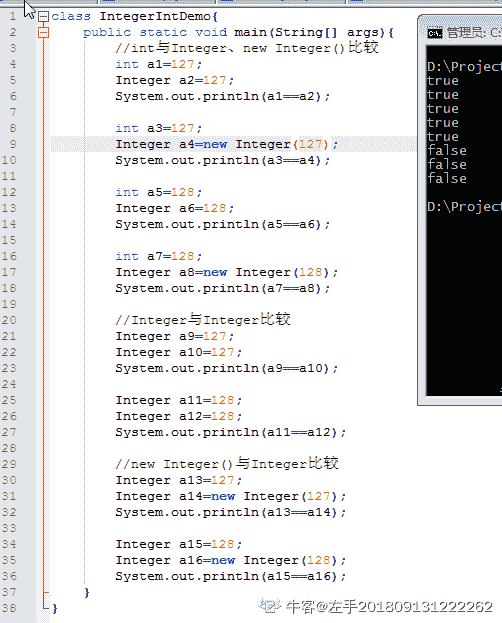 1 class IntegerIntDemo{
2 public static void main(String[] args){
3 //int与Integer、new Integer()比较
4 int a1=127;
5 Integer a2=127;
6 System.out.println(a1==a2);
7
8 int a3=127;
9 Integer a4=new Integer(127);
10 System.out.println(a3==a4);
11
12 int a5=128;
13 Integer a6=128;
14 System.out.println(a5==a6);
15
16 int a7=128;
17 Integer a8=new Integer(128);
18 System.out.println(a7==a8);
19
20 //Integer与Integer比较
21 Integer a9=127;
22 Integer a10=127;
23 System.out.println(a9==a10);
24
25 Integer a11=128;
26 Integer a12=128;
27 System.out.println(a11==a12);
28
29 //new Integer()与Integer比较
30 Integer a13=127;
31 Integer a14=new Integer(127);
32 System.out.println(a13==a14);
33
34 Integer a15=128;
35 Integer a16=new Integer(128);
36 System.out.println(a15==a16);
37 }
38 }
管理员: C:
D:\Projec
true
true
true
true
true
false
false
false
D:\Projec
牛客@左手201809131222262